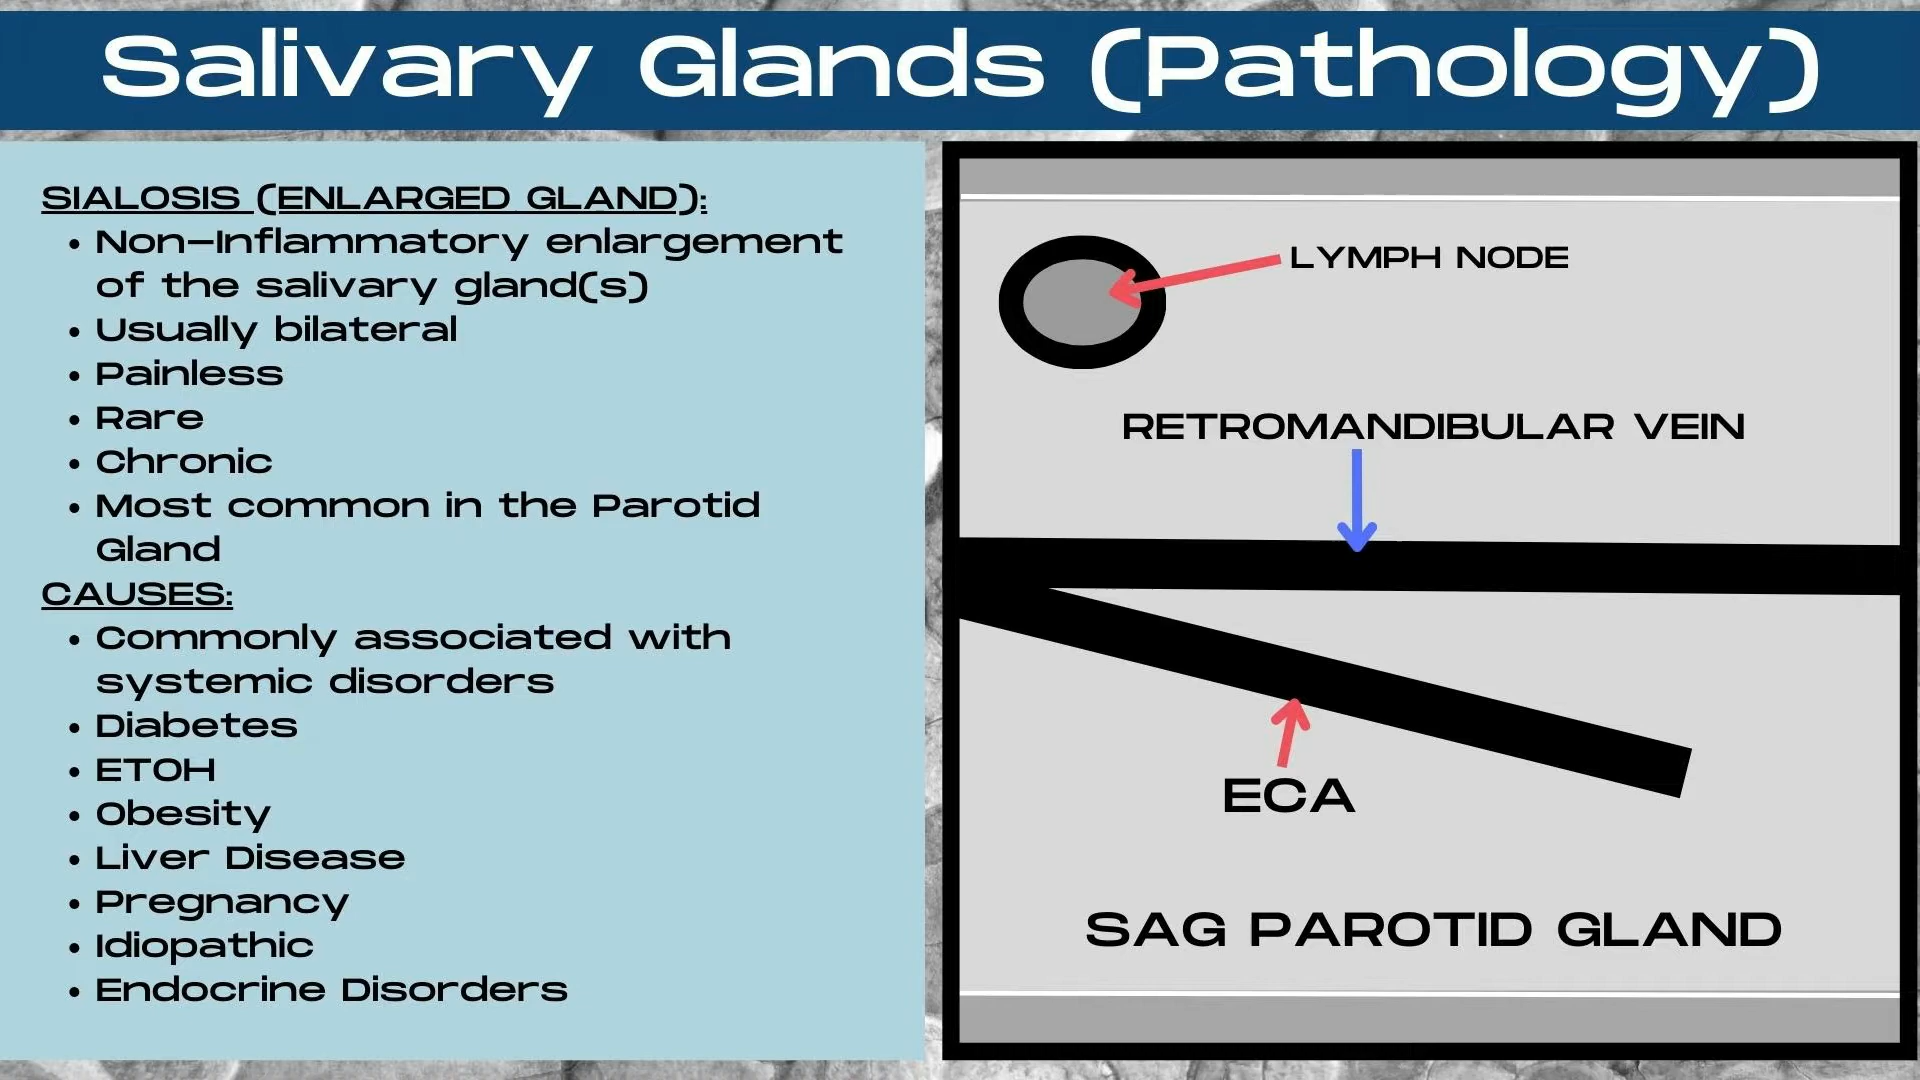 Salivary Glands (Pathology)
SIALOSIS (ENLARGED GLAND):
• Non-Inflammatory enlargement
of the salivary gland(s)
• Usually bilateral
• Painless
• Rare
• Chronic
• Most common in the Parotid
Gland
CAUSES:
• Commonly associated with
systemic disorders
• Diabetes
• ETOH
• Obesity
• Liver Disease
• Pregnancy
• Idiopathic
• Endocrine Disorders
LYMPH NODE
RETROMANDIBULAR VEIN
ECA
SAG PAROTID GLAND